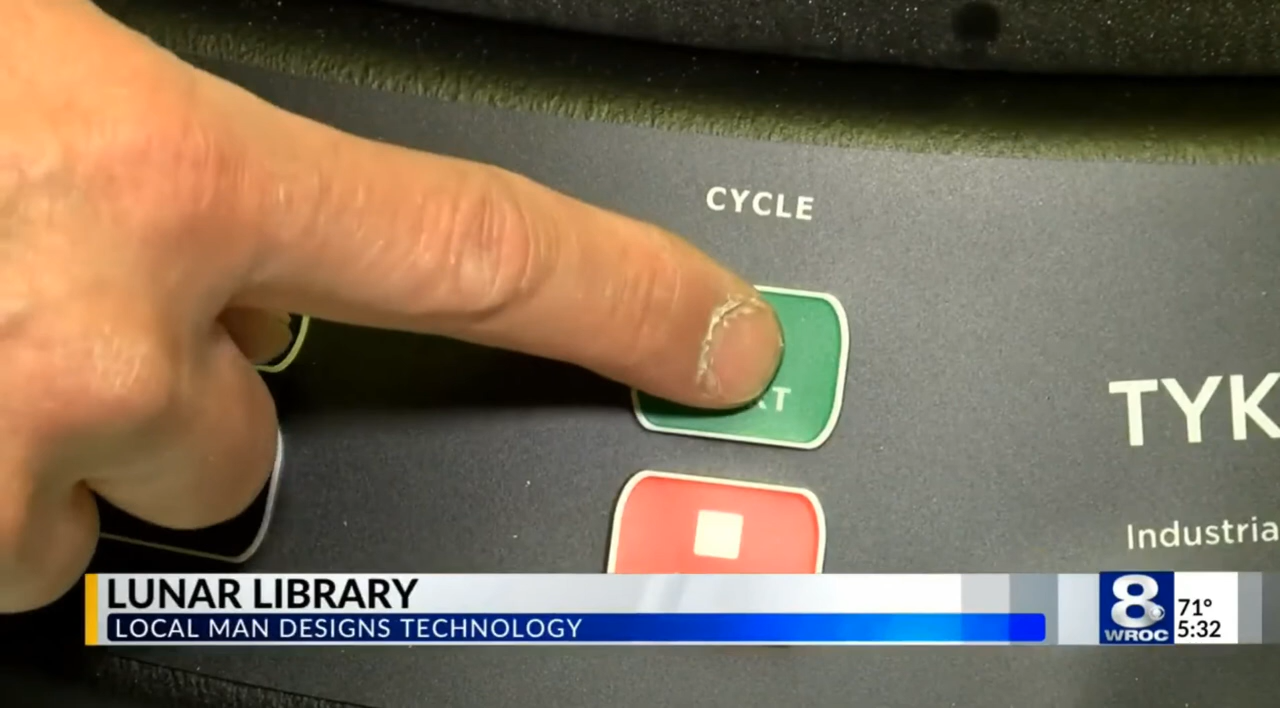 CYCLE
TYK
Industria
LUNAR LIBRARY
LOCAL MAN DESIGNS TECHNOLOGY
8
WROC
71°
5:32